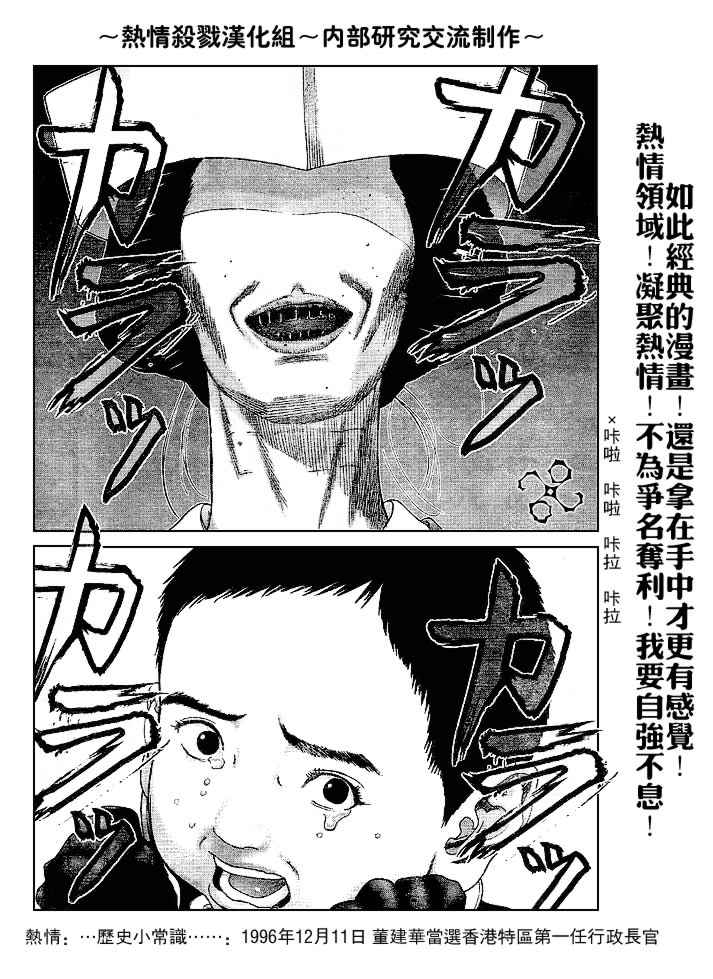 ～熱情殺戮漢化組～内部研究交流制作～
如此經典的漫畫！還是拿在手中才更有感覺！
熱情領域！凝聚熱情！不為爭名奪利！我要自強不息！
×咔啦 咔啦 咔拉 咔拉
カラッ
カラッ
カラッ
カラッ
熱情：…歷史小常識……：1996年12月11日 董建華當選香港特區第一任行政長官